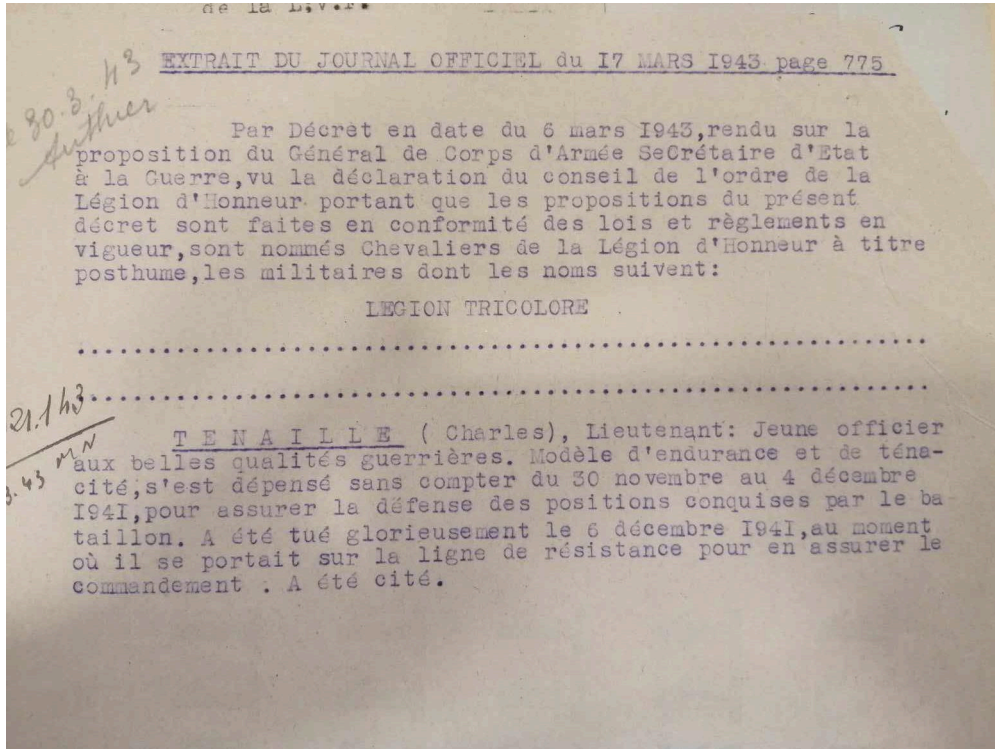 de la L.V.F.
EXTRAIT DU JOURNAL OFFICIEL du I7 MARS I943 page 775
30.3.43
Authier
Par Décret en date du 6 mars I943,rendu sur la
proposition du Général de Corps d'Armée SeCrétaire d'Etat
à la Guerre,vu la déclaration du conseil de l'ordre de la
Légion d'Honneur portant que les propositions du présent
décret sont faites en conformité des lois et règlements en
vigueur,sont nommés Chevaliers de la Légion d'Honneur à titre
posthume,les militaires dont les noms suivent:
LEGION TRICOLORE
21.1 43
T E N A I L L E ( Charles), Lieutenant: Jeune officier
aux belles qualités guerrières. Modèle d'endurance et de téna-
cité,s'est dépensé sans compter du 30 novembre au 4 décembre
I94I,pour assurer la défense des positions conquises par le ba-
taillon. A été tué glorieusement le 6 décembre I94I,au moment
où il se portait sur la ligne de résistance pour en assurer le
commandement . A été cité.